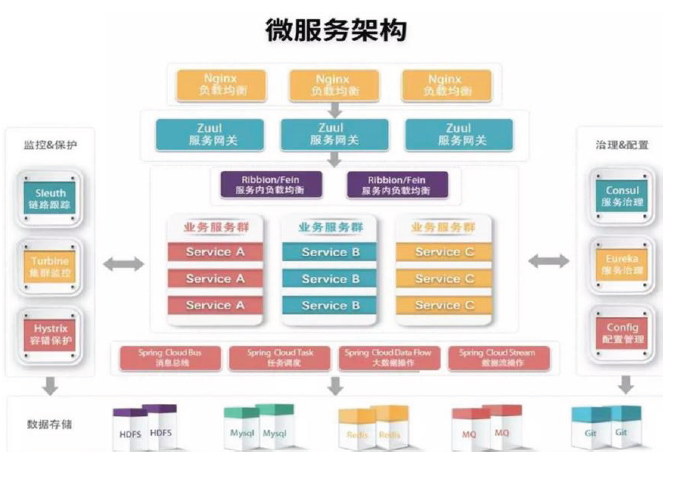 微服务架构
Nginx
负载均衡
Nginx
负载均衡
Nginx
负载均衡
Zuul
服务网关
Zuul
服务网关
Zuul
服务网关
监控&保护
Sleuth
链路跟踪
Turbine
集群监控
Hystrix
容错保护
Ribbion/Fein
服务内负载均衡
Ribbion/Fein
服务内负载均衡
业务服务群
Service A
Service A
Service A
业务服务群
Service B
Service B
Service B
业务服务群
Service C
Service C
Service C
治理&配置
Consul
服务治理
Eureka
服务治理
Config
配置管理
Spring Cloud Bus
消息总线
Spring Cloud Task
任务调度
Spring Cloud Data Flow
大数据操作
Spring Cloud Stream
数据流操作
数据存储
HDFS
HDFS
Mysql
Mysql
Redis
Redis
MQ
MQ
Git
Git